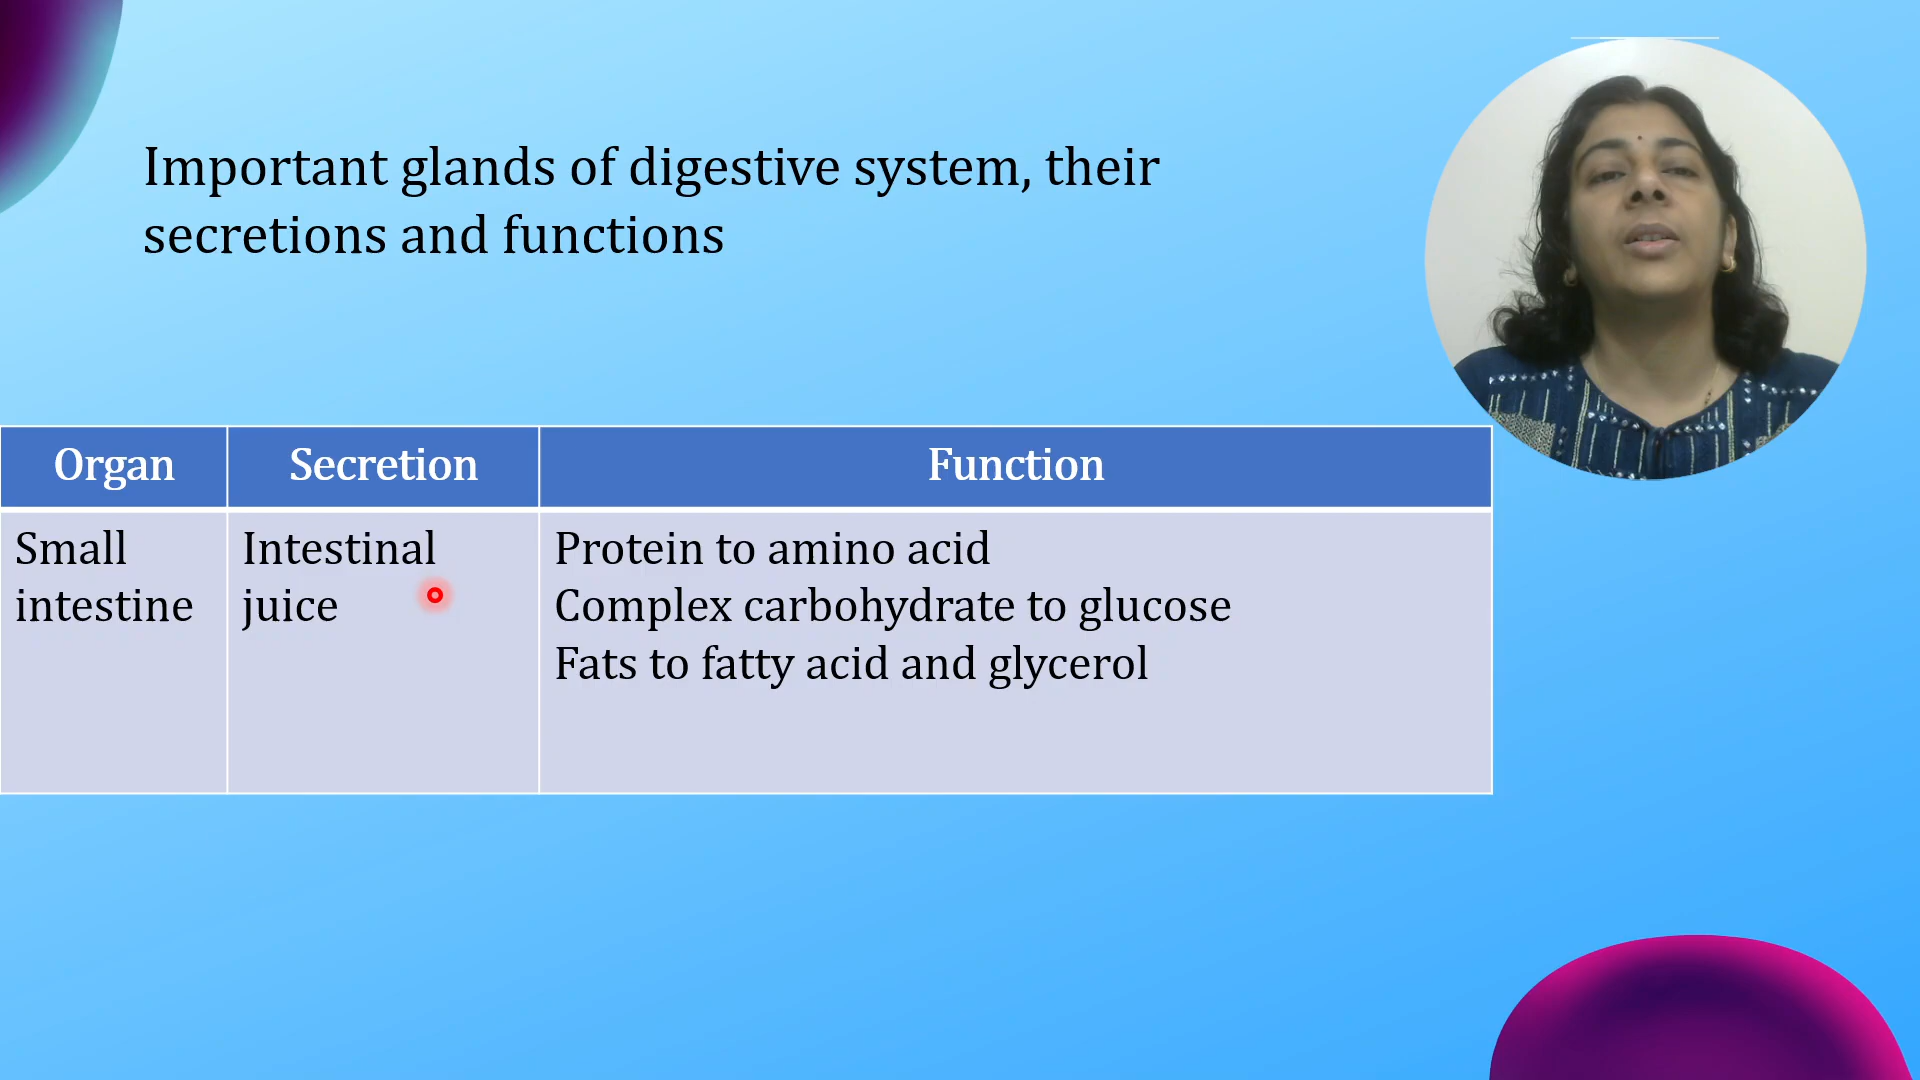 Important glands of digestive system, their
secretions and functions
Organ
Secretion
Function
Small
intestine
Intestinal
juice
Protein to amino acid
Complex carbohydrate to glucose
Fats to fatty acid and glycerol